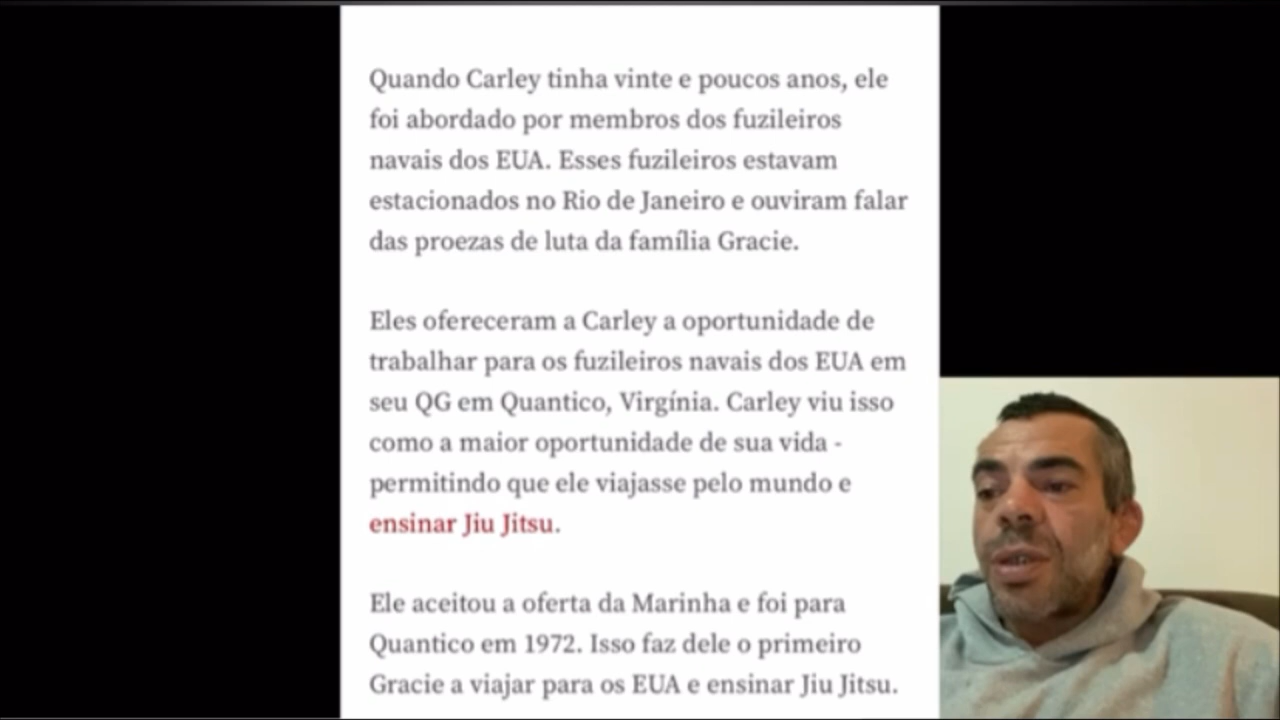 Quando Carley tinha vinte e poucos anos, ele
foi abordado por membros dos fuzileiros
navais dos EUA. Esses fuzileiros estavam
estacionados no Rio de Janeiro e ouviram falar
das proezas de luta da família Gracie.
Eles ofereceram a Carley a oportunidade de
trabalhar para os fuzileiros navais dos EUA em
seu QG em Quantico, Virgínia. Carley viu isso
como a maior oportunidade de sua vida -
permitindo que ele viajasse pelo mundo e
ensinar Jiu Jitsu.
Ele aceitou a oferta da Marinha e foi para
Quantico em 1972. Isso faz dele o primeiro
Gracie a viajar para os EUA e ensinar Jiu Jitsu.